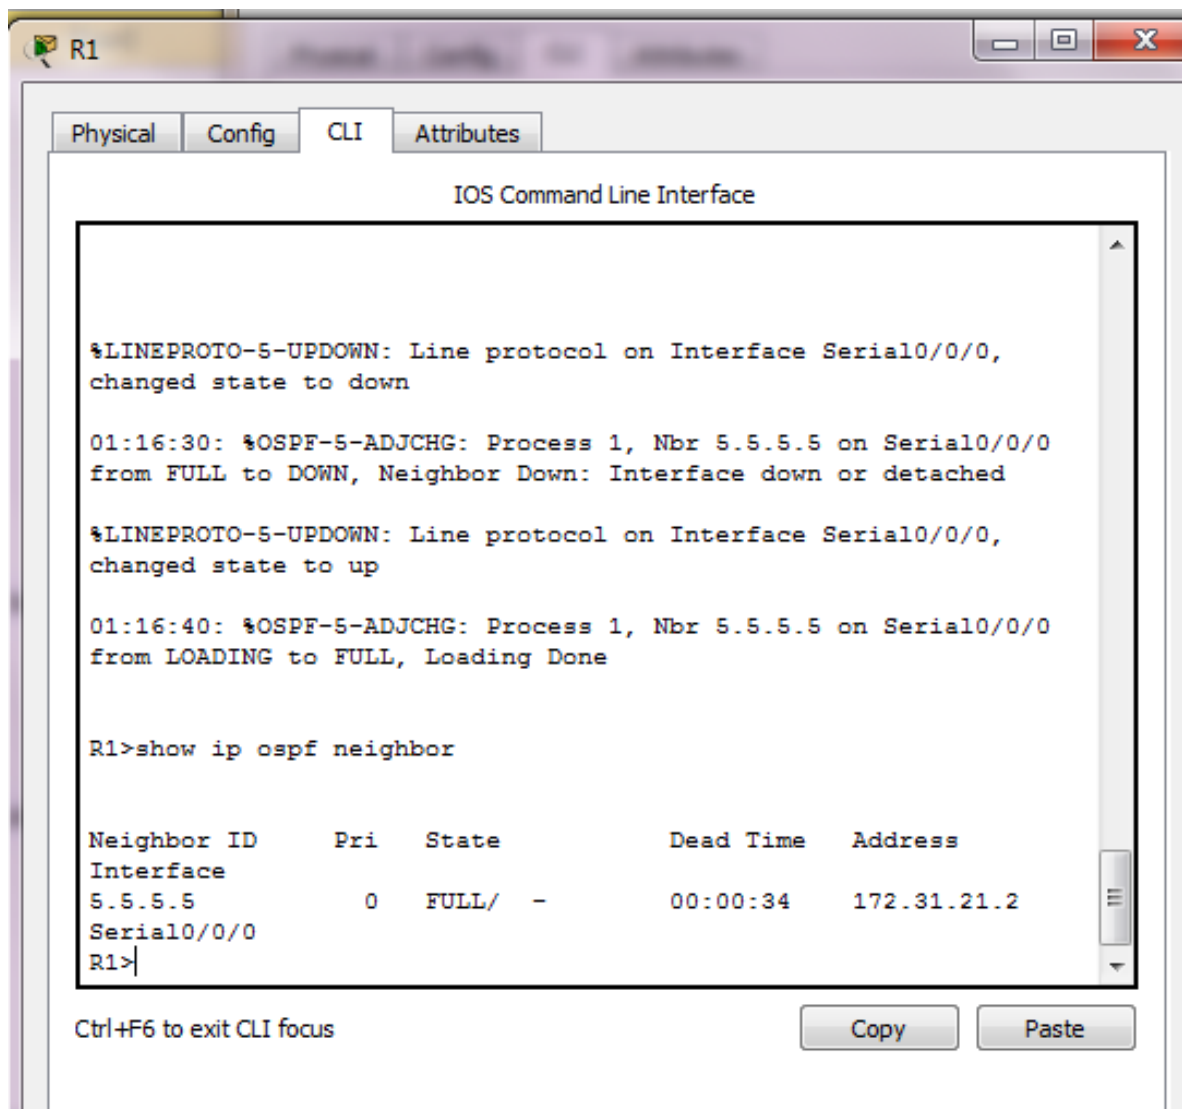 R1
Physical Config CLI Attributes
IOS Command Line Interface
%LINEPROTO-5-UPDOWN: Line protocol on Interface Serial0/0/0,
changed state to down
01:16:30: %OSPF-5-ADJCHG: Process 1, Nbr 5.5.5.5 on Serial0/0/0
from FULL to DOWN, Neighbor Down: Interface down or detached
%LINEPROTO-5-UPDOWN: Line protocol on Interface Serial0/0/0,
changed state to up
01:16:40: %OSPF-5-ADJCHG: Process 1, Nbr 5.5.5.5 on Serial0/0/0
from LOADING to FULL, Loading Done
R1>show ip ospf neighbor
Neighbor ID Pri State Dead Time Address
Interface
5.5.5.5 0 FULL/ - 00:00:34 172.31.21.2
Serial0/0/0
R1>
Ctrl+F6 to exit CLI focus
Copy Paste